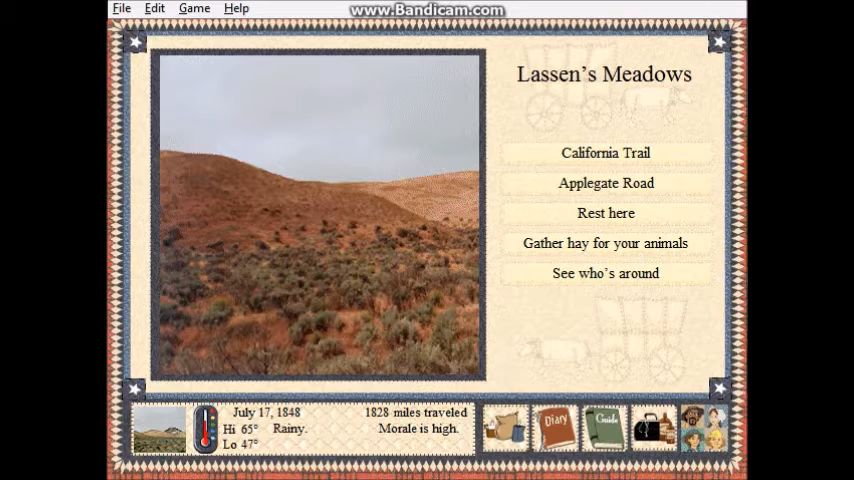 www.Bandicam.com
File Edit Game Help
Lassen's Meadows
California Trail
Applegate Road
Rest here
Gather hay for your animals
See who's around
July 17, 1848
Hi 65° Rainy.
Lo 47°
1828 miles traveled
Morale is high.
Diary
Guide